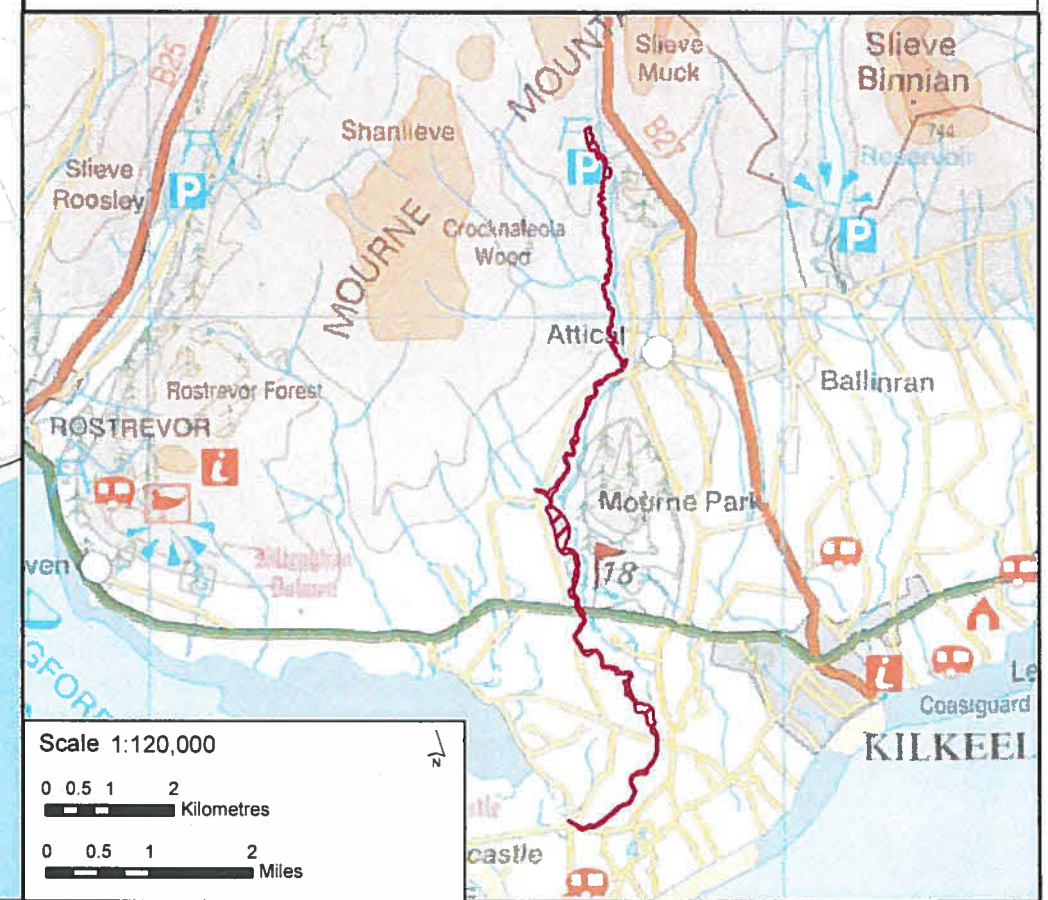 B25
MOUNT
Slieve
Muck
Slieve
Binnian
744
Reservoir
Shanlieve
B27
P
Slieve
Roosley
P
P
MOURNE
Crocknafeola
Wood
Attical
Ballinran
Rostrevor Forest
ROSTREVOR
i
Mourne Park
ven
18
GFOR
i
Le
Coastguard
KILKEEL
Scale 1:120,000
N
0 0.5 1 2
Kilometres
0 0.5 1 2
Miles
stle
castle